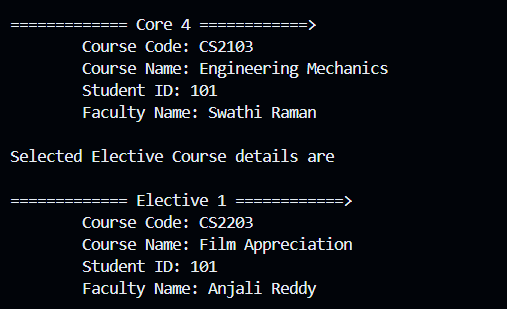 ============= Core 4 ============>
Course Code: CS2103
Course Name: Engineering Mechanics
Student ID: 101
Faculty Name: Swathi Raman
Selected Elective Course details are
============= Elective 1 ============>
Course Code: CS2203
Course Name: Film Appreciation
Student ID: 101
Faculty Name: Anjali Reddy